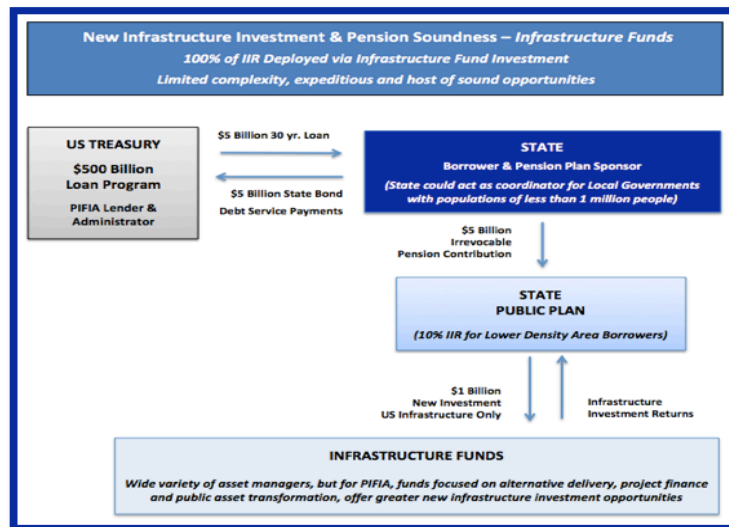 New Infrastructure Investment & Pension Soundness – Infrastructure Funds
100% of IIR Deployed via Infrastructure Fund Investment
Limited complexity, expeditious and host of sound opportunities
US TREASURY
$500 Billion
Loan Program
PIFIA Lender &
Administrator
$5 Billion 30 yr. Loan
$5 Billion State Bond
Debt Service Payments
STATE
Borrower & Pension Plan Sponsor
(State could act as coordinator for Local Governments
with populations of less than 1 million people)
$5 Billion
Irrevocable
Pension Contribution
STATE
PUBLIC PLAN
(10% IIR for Lower Density Area Borrowers)
$1 Billion
New Investment
US Infrastructure Only
Infrastructure
Investment Returns
INFRASTRUCTURE FUNDS
Wide variety of asset managers, but for PIFIA, funds focused on alternative delivery, project finance
and public asset transformation, offer greater new infrastructure investment opportunities